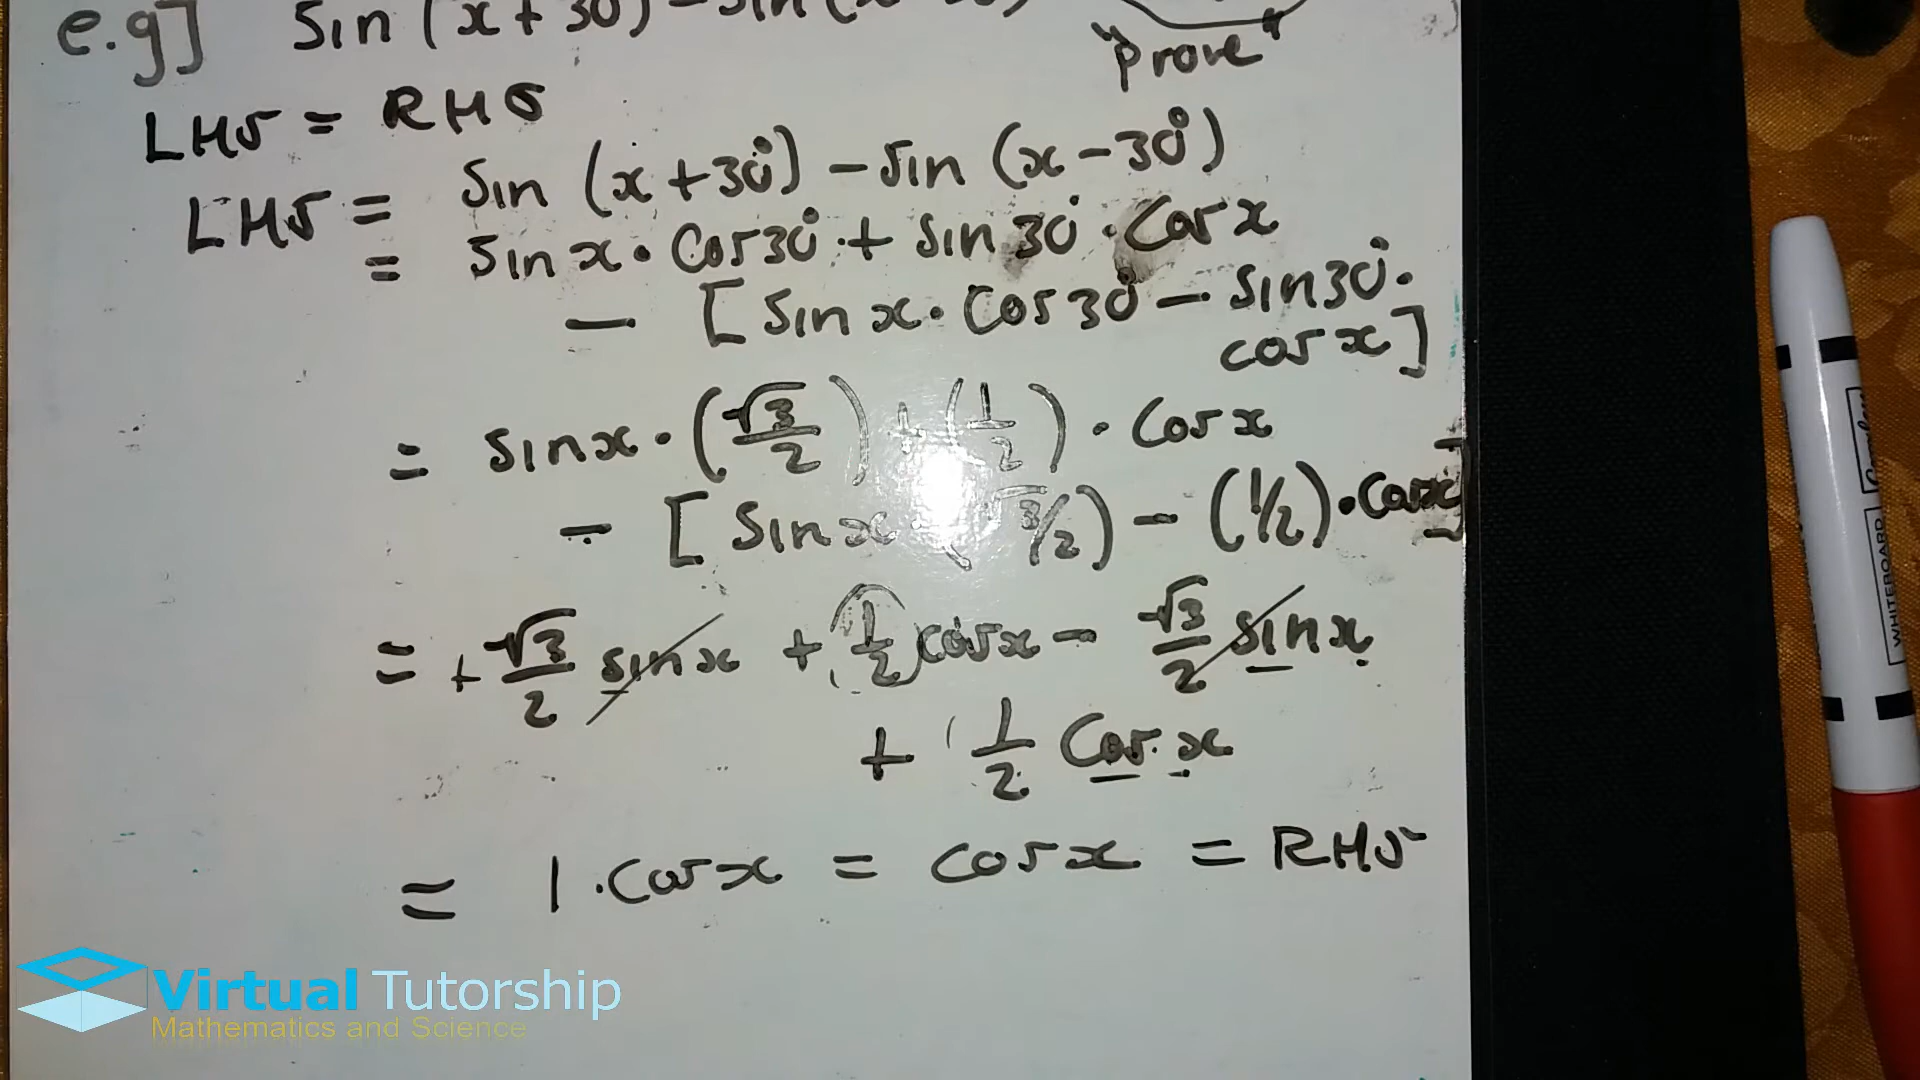 e.g] Sin (x + 30) - Sin (x
"prove"
LHS = RHS
LHS = Sin (x + 30°) - Sin (x - 30°)
= Sin x · Cos 30° · + Sin 30° · Cos x
- [Sin x · Cos 30° - Sin 30° ·
Cos x]
= Sin x · (√3/2) + (1/2) · Cos x
- [Sin x · (√3/2) - (1/2) · Cos x]
= + √3/2 Sin x + (1/2) Cos x - √3/2 Sin x
+ 1/2 Cos x
= 1 · Cos x = Cos x = RHS
WHITEBOARD
Virtual Tutorship
Mathematics and Science